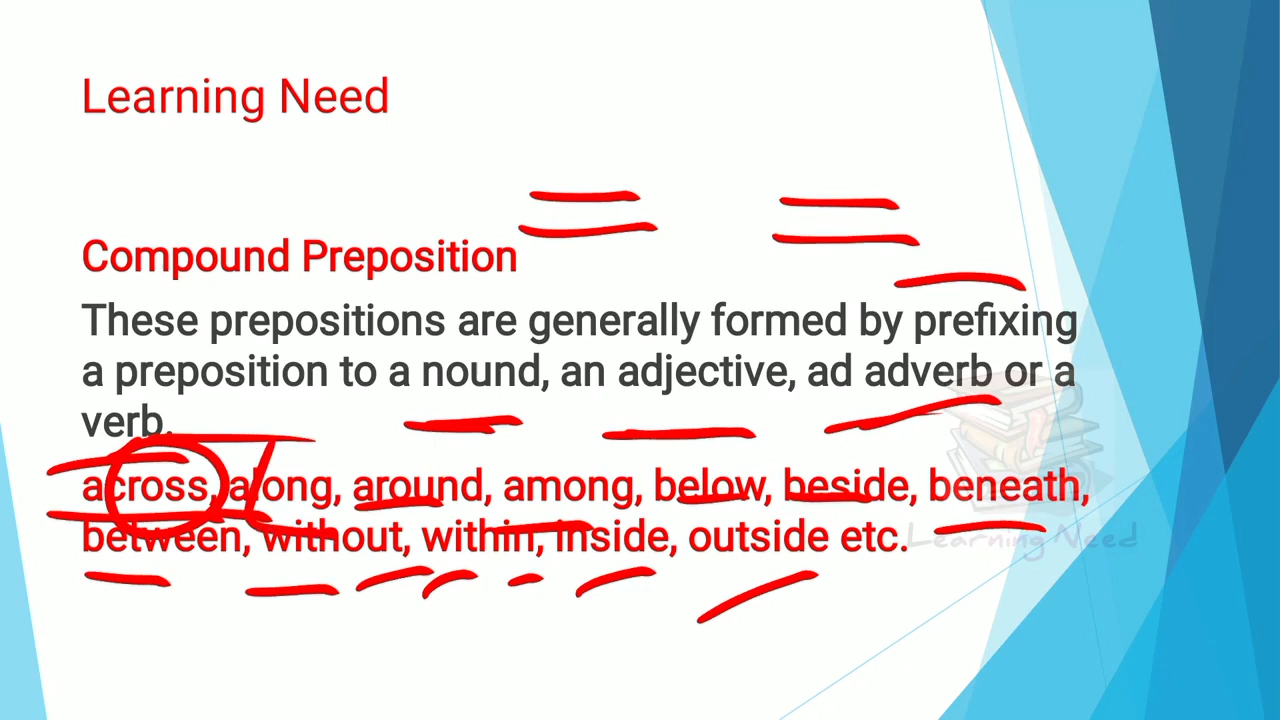 Learning Need
Compound Preposition
These prepositions are generally formed by prefixing
a preposition to a nound, an adjective, ad adverb or a
verb.
across, along, around, among, below, beside, beneath,
between, without, within, inside, outside etc.
Learning Need